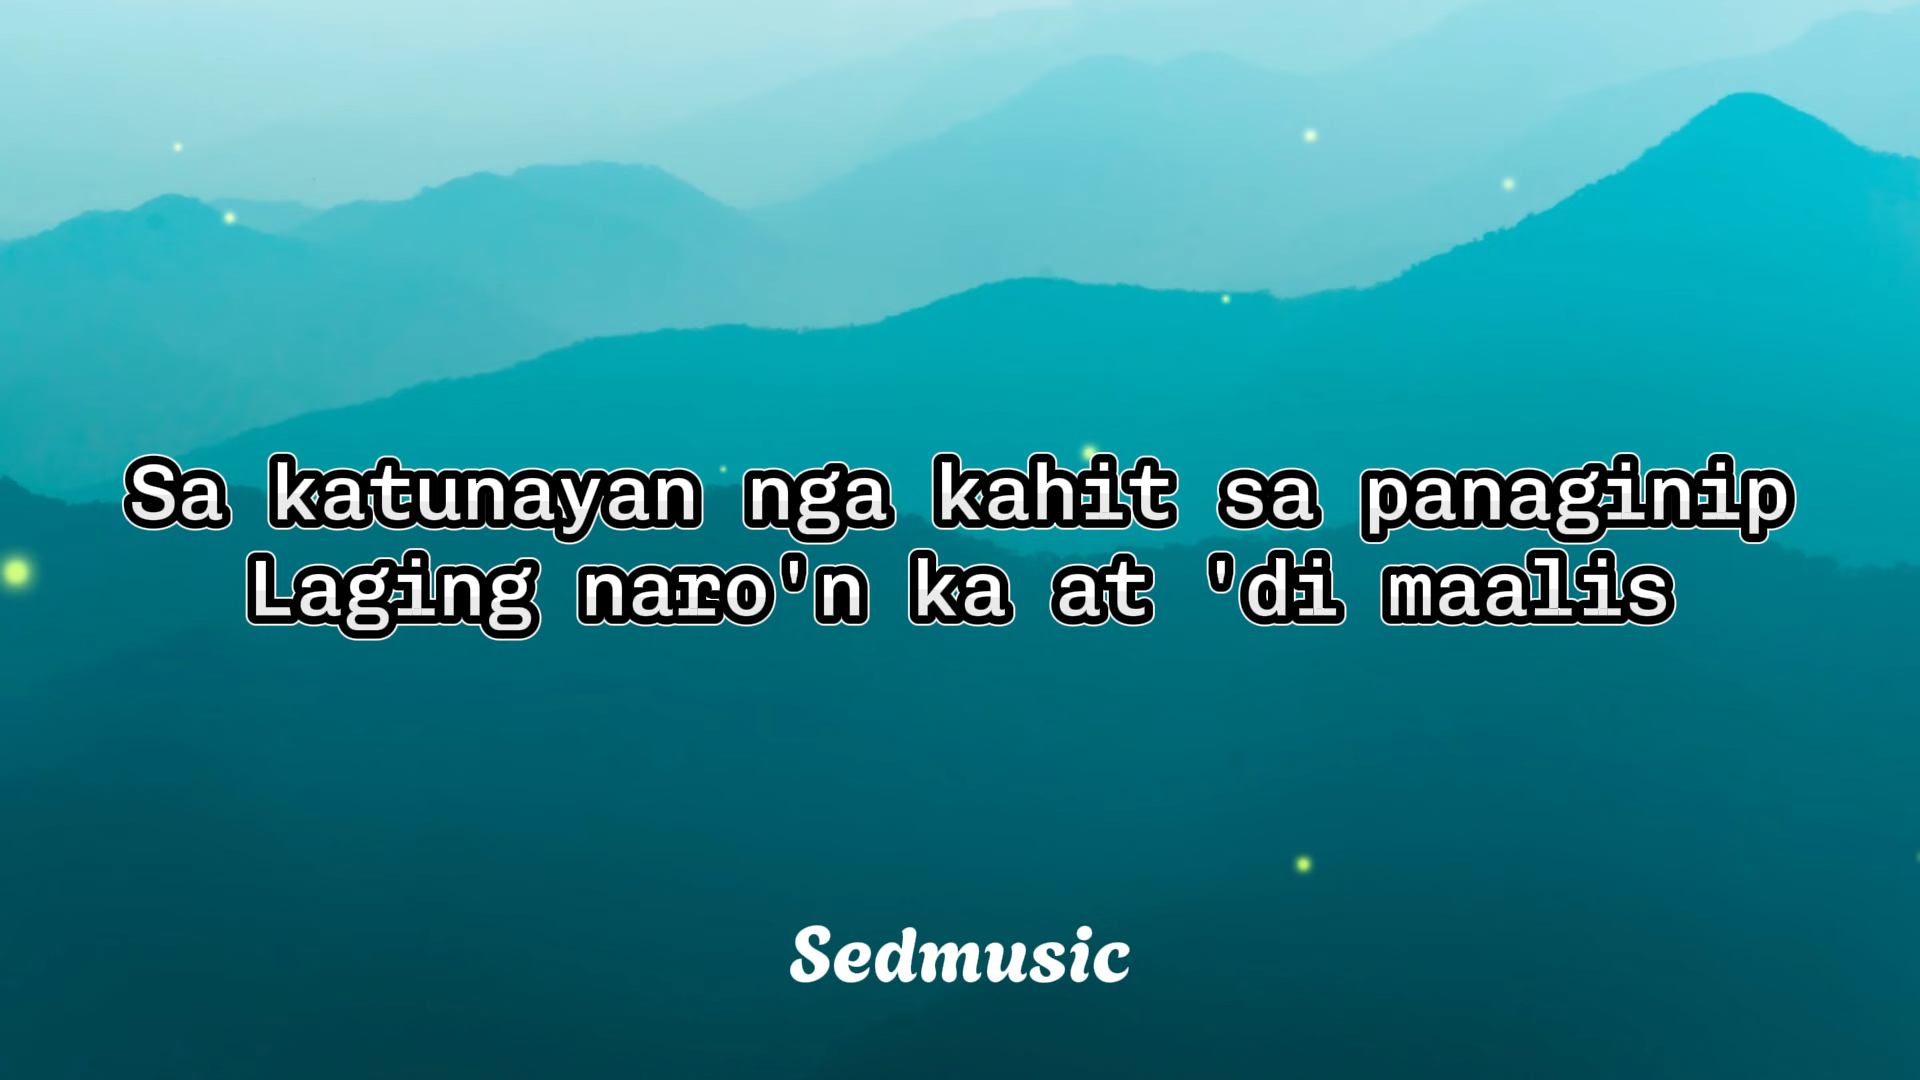 Sa katunayan nga kahit sa panaginip
Laging naro'n ka at 'di maalis
Sedmusic